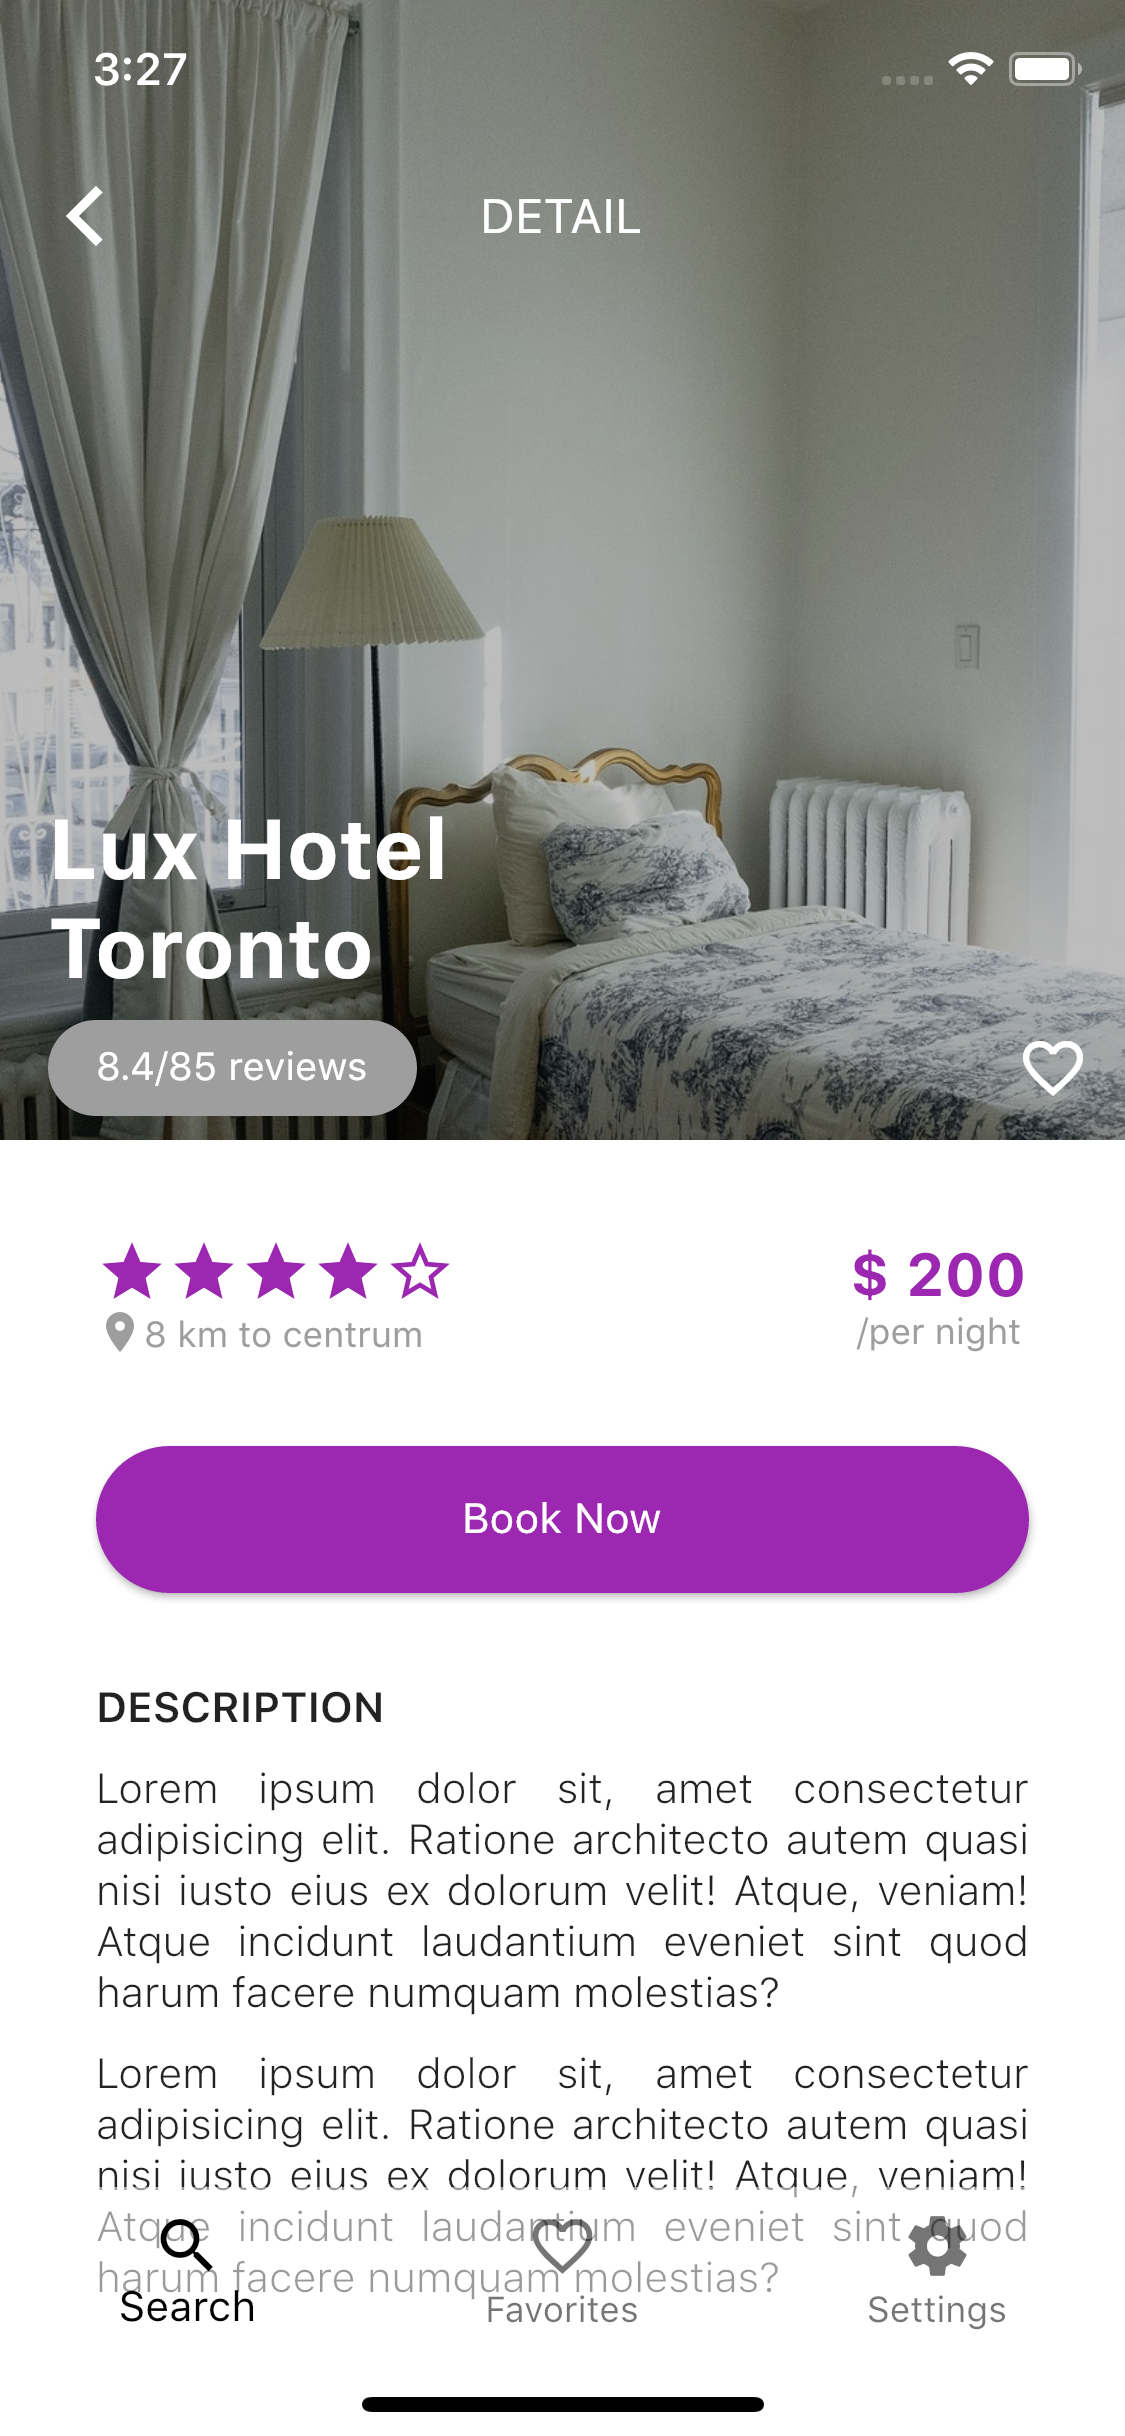 3:27
DETAIL
Lux Hotel
Toronto
8.4/85 reviews
8 km to centrum
$ 200
/per night
Book Now
DESCRIPTION
Lorem ipsum dolor sit, amet consectetur
adipisicing elit. Ratione architecto autem quasi
nisi iusto eius ex dolorum velit! Atque, veniam!
Atque incidunt laudantium eveniet sint quod
harum facere numquam molestias?
Lorem ipsum dolor sit, amet consectetur
adipisicing elit. Ratione architecto autem quasi
nisi iusto eius ex dolorum velit! Atque, veniam!
Atque incidunt laudantium eveniet sint quod
harum facere numquam molestias?
Search
Favorites
Settings